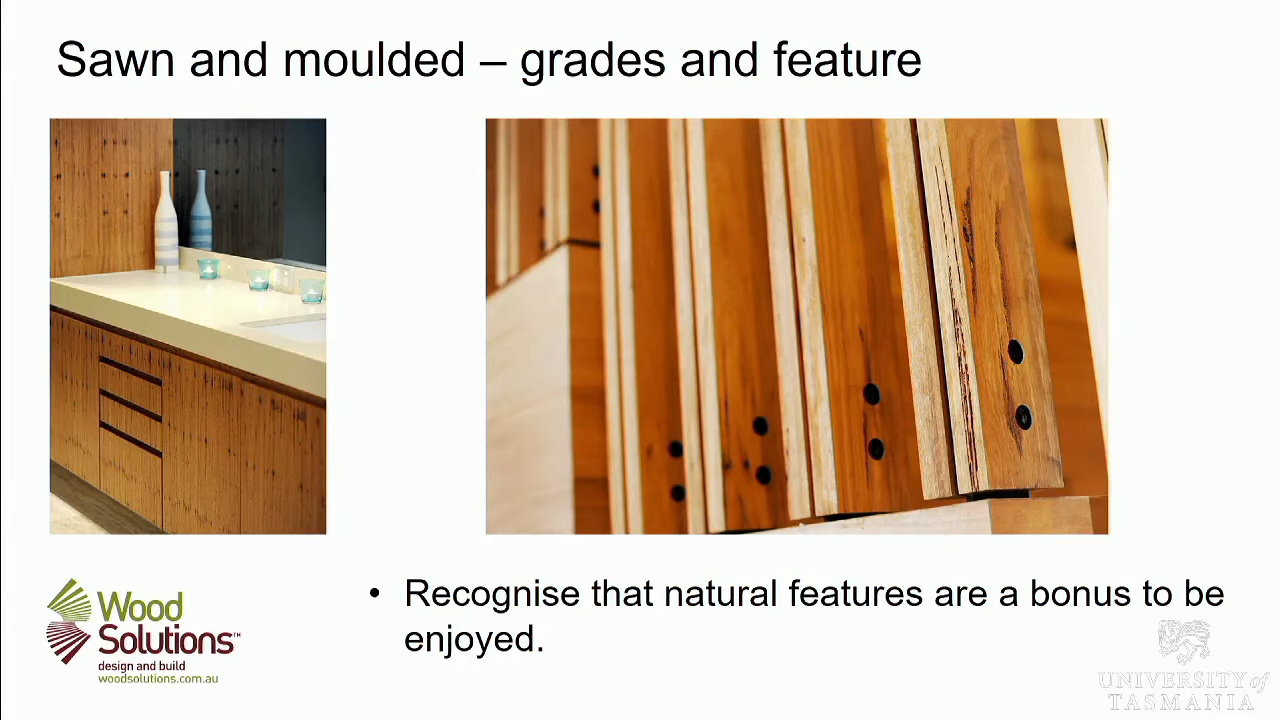 Sawn and moulded – grades and feature
• Recognise that natural features are a bonus to be
enjoyed.
Wood
Solutions™
design and build
woodsolutions.com.au
UNIVERSITY of
TASMANIA